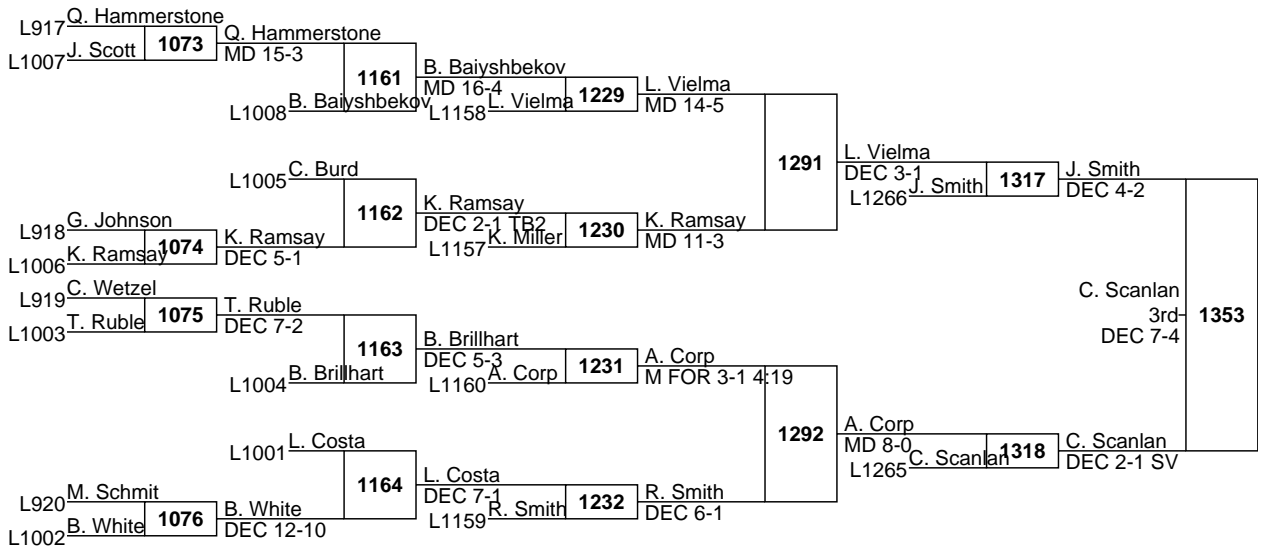 L917 Q. Hammerstone
L1007 J. Scott
1073
Q. Hammerstone
MD 15-3
L1008 B. Baiyshbekov
1161
B. Baiyshbekov
MD 16-4
L1158 L. Vielma
1229
L. Vielma
MD 14-5
L1005 C. Burd
L918 G. Johnson
L1006 K. Ramsay
1074
K. Ramsay
DEC 5-1
1162
K. Ramsay
DEC 2-1 TB2
L1157 K. Miller
1230
K. Ramsay
MD 11-3
1291
L. Vielma
DEC 3-1
L1266 J. Smith
1317
J. Smith
DEC 4-2
L919 C. Wetzel
L1003 T. Ruble
1075
T. Ruble
DEC 7-2
L1004 B. Brillhart
1163
B. Brillhart
DEC 5-3
L1160 A. Corp
1231
A. Corp
M FOR 3-1 4:19
L1001 L. Costa
L920 M. Schmit
L1002 B. White
1076
B. White
DEC 12-10
1164
L. Costa
DEC 7-1
L1159 R. Smith
1232
R. Smith
DEC 6-1
1292
A. Corp
MD 8-0
L1265 C. Scanlan
1318
C. Scanlan
DEC 2-1 SV
C. Scanlan
3rd
DEC 7-4
1353